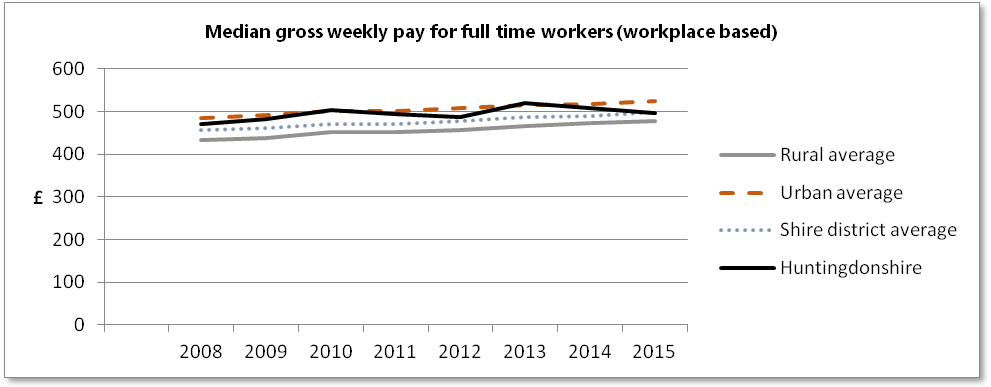 Median gross weekly pay for full time workers (workplace based)
600
500
400
300
200
100
0
£
2008 2009 2010 2011 2012 2013 2014 2015
Rural average
Urban average
Shire district average
Huntingdonshire